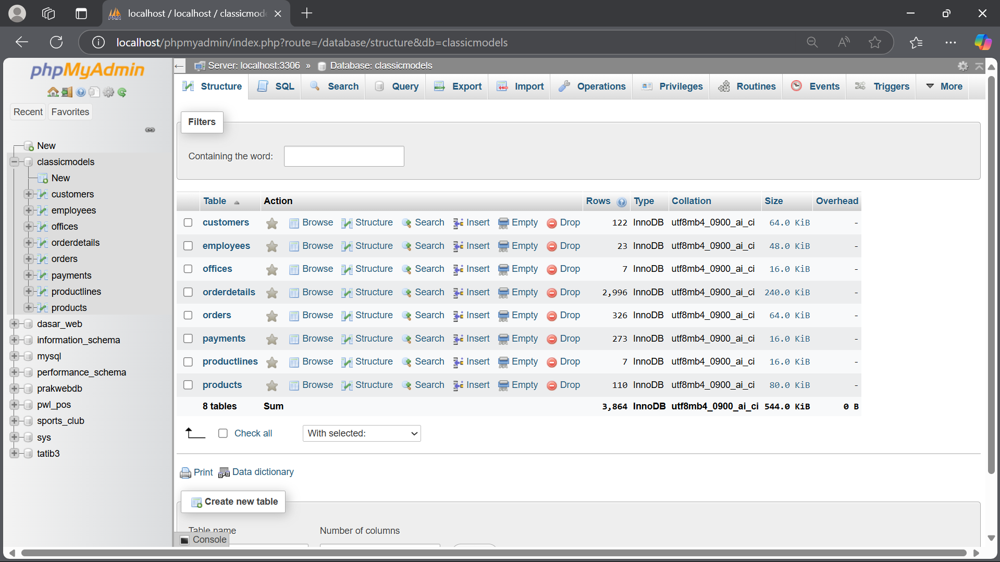 localhost / localhost / classicmod
localhost/phpmyadmin/index.php?route=/database/structure&db=classicmodels
phpMyAdmin
Recent Favorites
New
classicmodels
New
customers
employees
offices
orderdetails
orders
payments
productlines
products
dasar_web
information_schema
mysql
performance_schema
prakwebdb
pwl_pos
sports_club
sys
tatib3
Server: localhost:3306 » Database: classicmodels
Structure SQL Search Query Export Import Operations Privileges Routines Events Triggers More
Filters
Containing the word:
Table Action Rows Type Collation Size Overhead
customers Browse Structure Search Insert Empty Drop 122 InnoDB utf8mb4_0900_ai_ci 64.0 KiB -
employees Browse Structure Search Insert Empty Drop 23 InnoDB utf8mb4_0900_ai_ci 48.0 KiB -
offices Browse Structure Search Insert Empty Drop 7 InnoDB utf8mb4_0900_ai_ci 16.0 KiB -
orderdetails Browse Structure Search Insert Empty Drop 2,996 InnoDB utf8mb4_0900_ai_ci 240.0 KiB -
orders Browse Structure Search Insert Empty Drop 326 InnoDB utf8mb4_0900_ai_ci 64.0 KiB -
payments Browse Structure Search Insert Empty Drop 273 InnoDB utf8mb4_0900_ai_ci 16.0 KiB -
productlines Browse Structure Search Insert Empty Drop 7 InnoDB utf8mb4_0900_ai_ci 16.0 KiB -
products Browse Structure Search Insert Empty Drop 110 InnoDB utf8mb4_0900_ai_ci 80.0 KiB -
8 tables Sum 3,864 InnoDB utf8mb4_0900_ai_ci 544.0 KiB 0 B
Check all With selected:
Print Data dictionary
Create new table
Table name Number of columns
Console